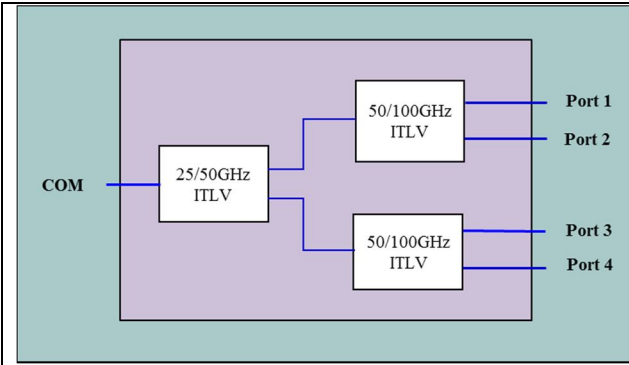 50/100GHz
ITLV
Port 1
Port 2
25/50GHz
ITLV
COM
50/100GHz
ITLV
Port 3
Port 4